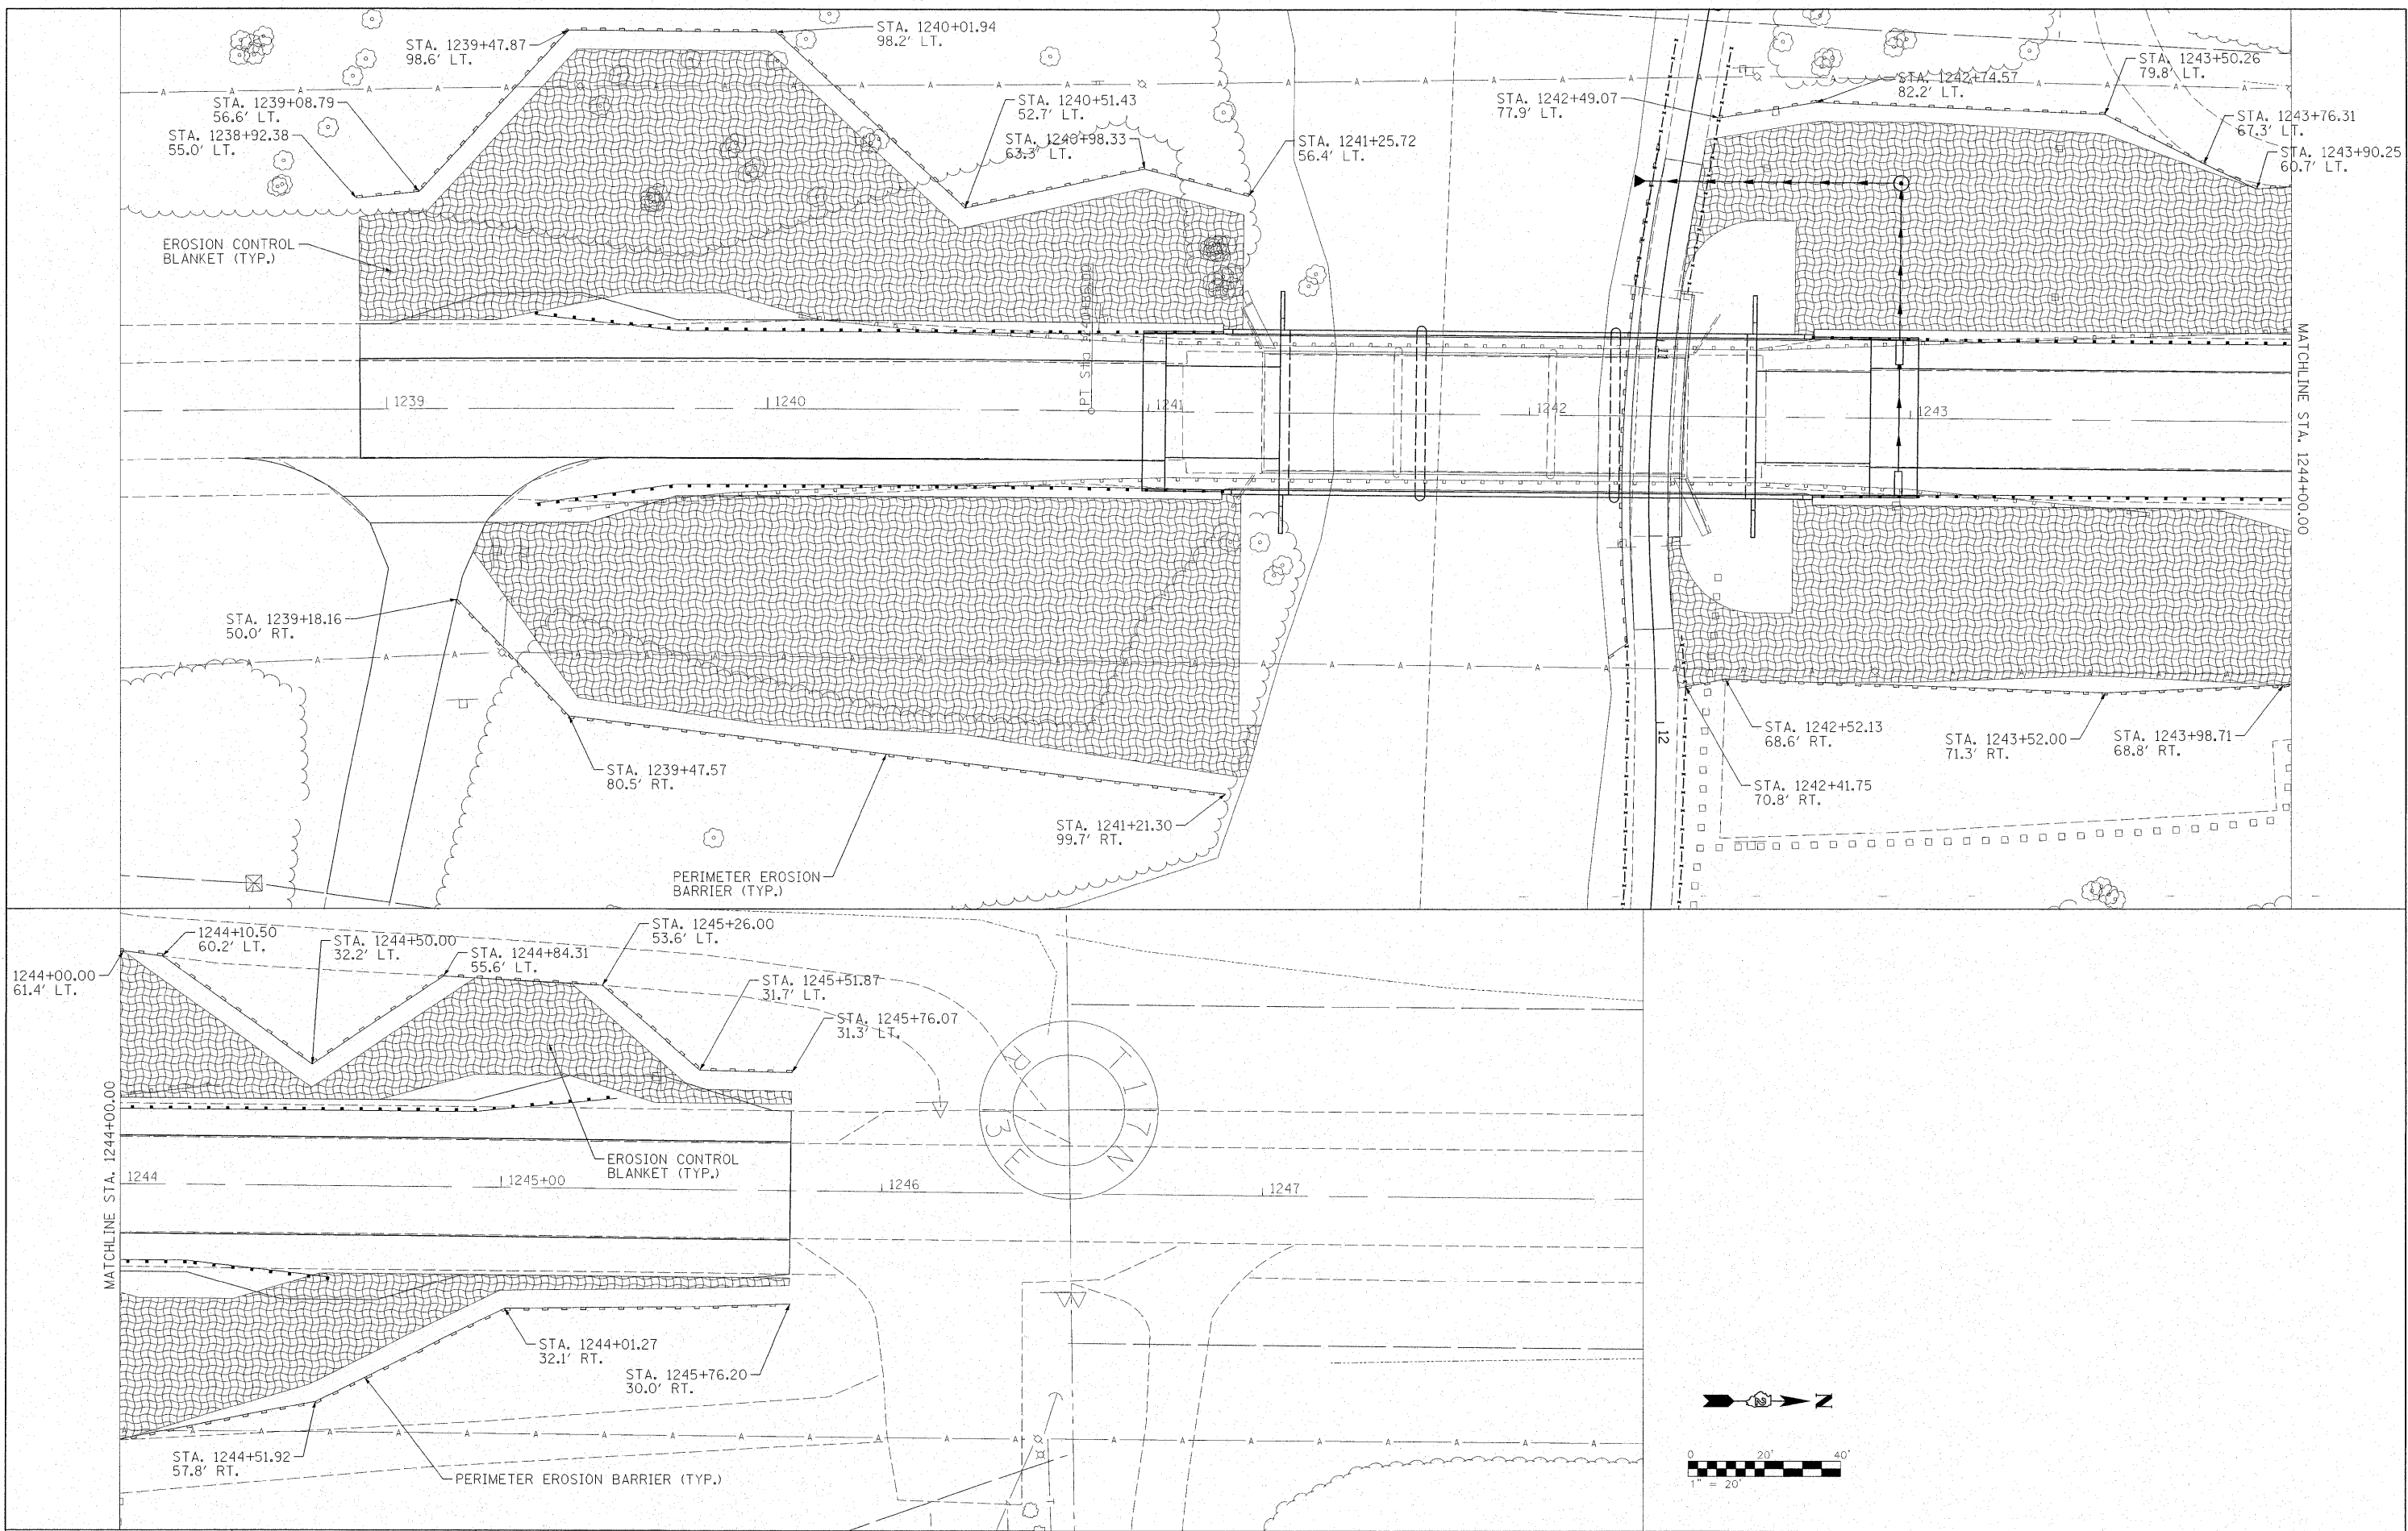 STA. 1240+01.94
98.2' LT.
STA. 1239+47.87
98.6' LT.
STA. 1239+08.79
56.6' LT.
STA. 1238+92.38
55.0' LT.
STA. 1240+51.43
52.7' LT.
STA. 1240+98.33
63.3' LT.
STA. 1241+25.72
56.4' LT.
STA. 1242+49.07
77.9' LT.
STA. 1242+74.57
82.2' LT.
STA. 1243+50.26
79.8' LT.
STA. 1243+76.31
67.3' LT.
STA. 1243+90.25
60.7' LT.
EROSION CONTROL
BLANKET (TYP.)
1239
1240
1241
1242
1243
11
12
MATCHLINE STA. 1244+00.00
STA. 1239+18.16
50.0' RT.
STA. 1239+47.57
80.5' RT.
STA. 1241+21.30
99.7' RT.
PERIMETER EROSION
BARRIER (TYP.)
STA. 1242+52.13
68.6' RT.
STA. 1242+41.75
70.8' RT.
STA. 1243+52.00
71.3' RT.
STA. 1243+98.71
68.8' RT.
1244+00.00
61.4' LT.
1244+10.50
60.2' LT.
STA. 1244+50.00
32.2' LT.
STA. 1244+84.31
55.6' LT.
STA. 1245+26.00
53.6' LT.
STA. 1245+51.87
31.7' LT.
STA. 1245+76.07
31.3' LT.
MATCHLINE STA. 1244+00.00
EROSION CONTROL
BLANKET (TYP.)
1244
1245+00
1246
1247
T17N
R3E
STA. 1244+01.27
32.1' RT.
STA. 1245+76.20
30.0' RT.
STA. 1244+51.92
57.8' RT.
PERIMETER EROSION BARRIER (TYP.)
N
0 20' 40'
1" = 20'